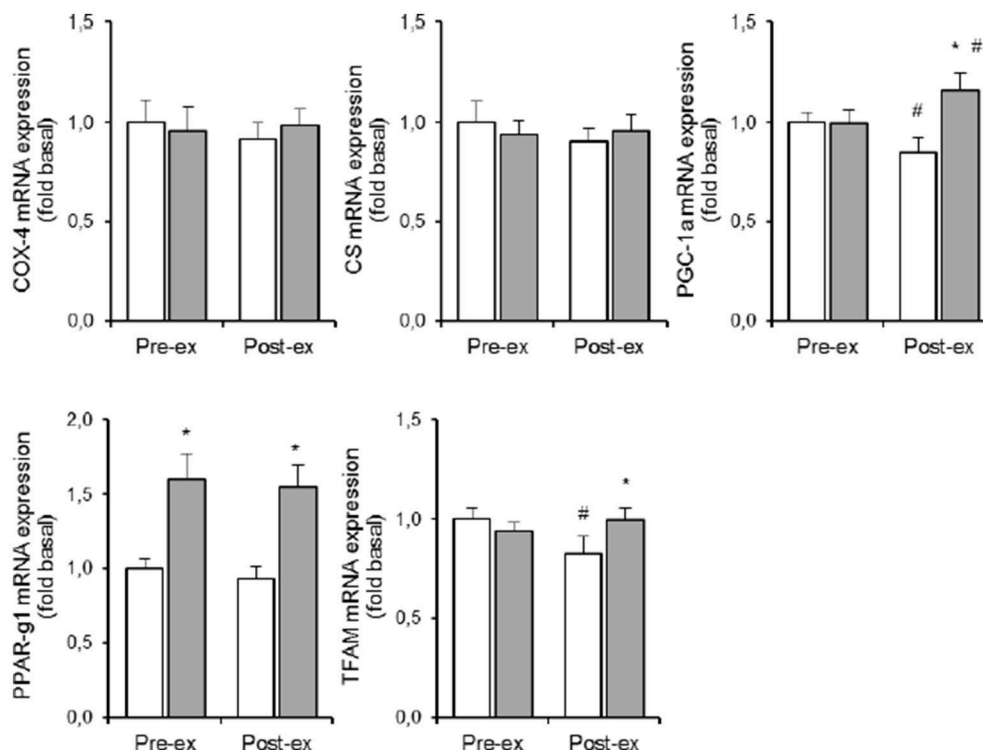 COX-4 mRNA expression
(fold basal)
1,5
1,0
0,5
0,0
Pre-ex
Post-ex
CS mRNA expression
(fold basal)
1,5
1,0
0,5
0,0
Pre-ex
Post-ex
PGC-1a mRNA expression
(fold basal)
1,5
1,0
0,5
0,0
#
* #
Pre-ex
Post-ex
PPAR-g1 mRNA expression
(fold basal)
2,0
1,5
1,0
0,5
0,0
*
*
Pre-ex
Post-ex
TFAM mRNA expression
(fold basal)
1,5
1,0
0,5
0,0
#
*
Pre-ex
Post-ex